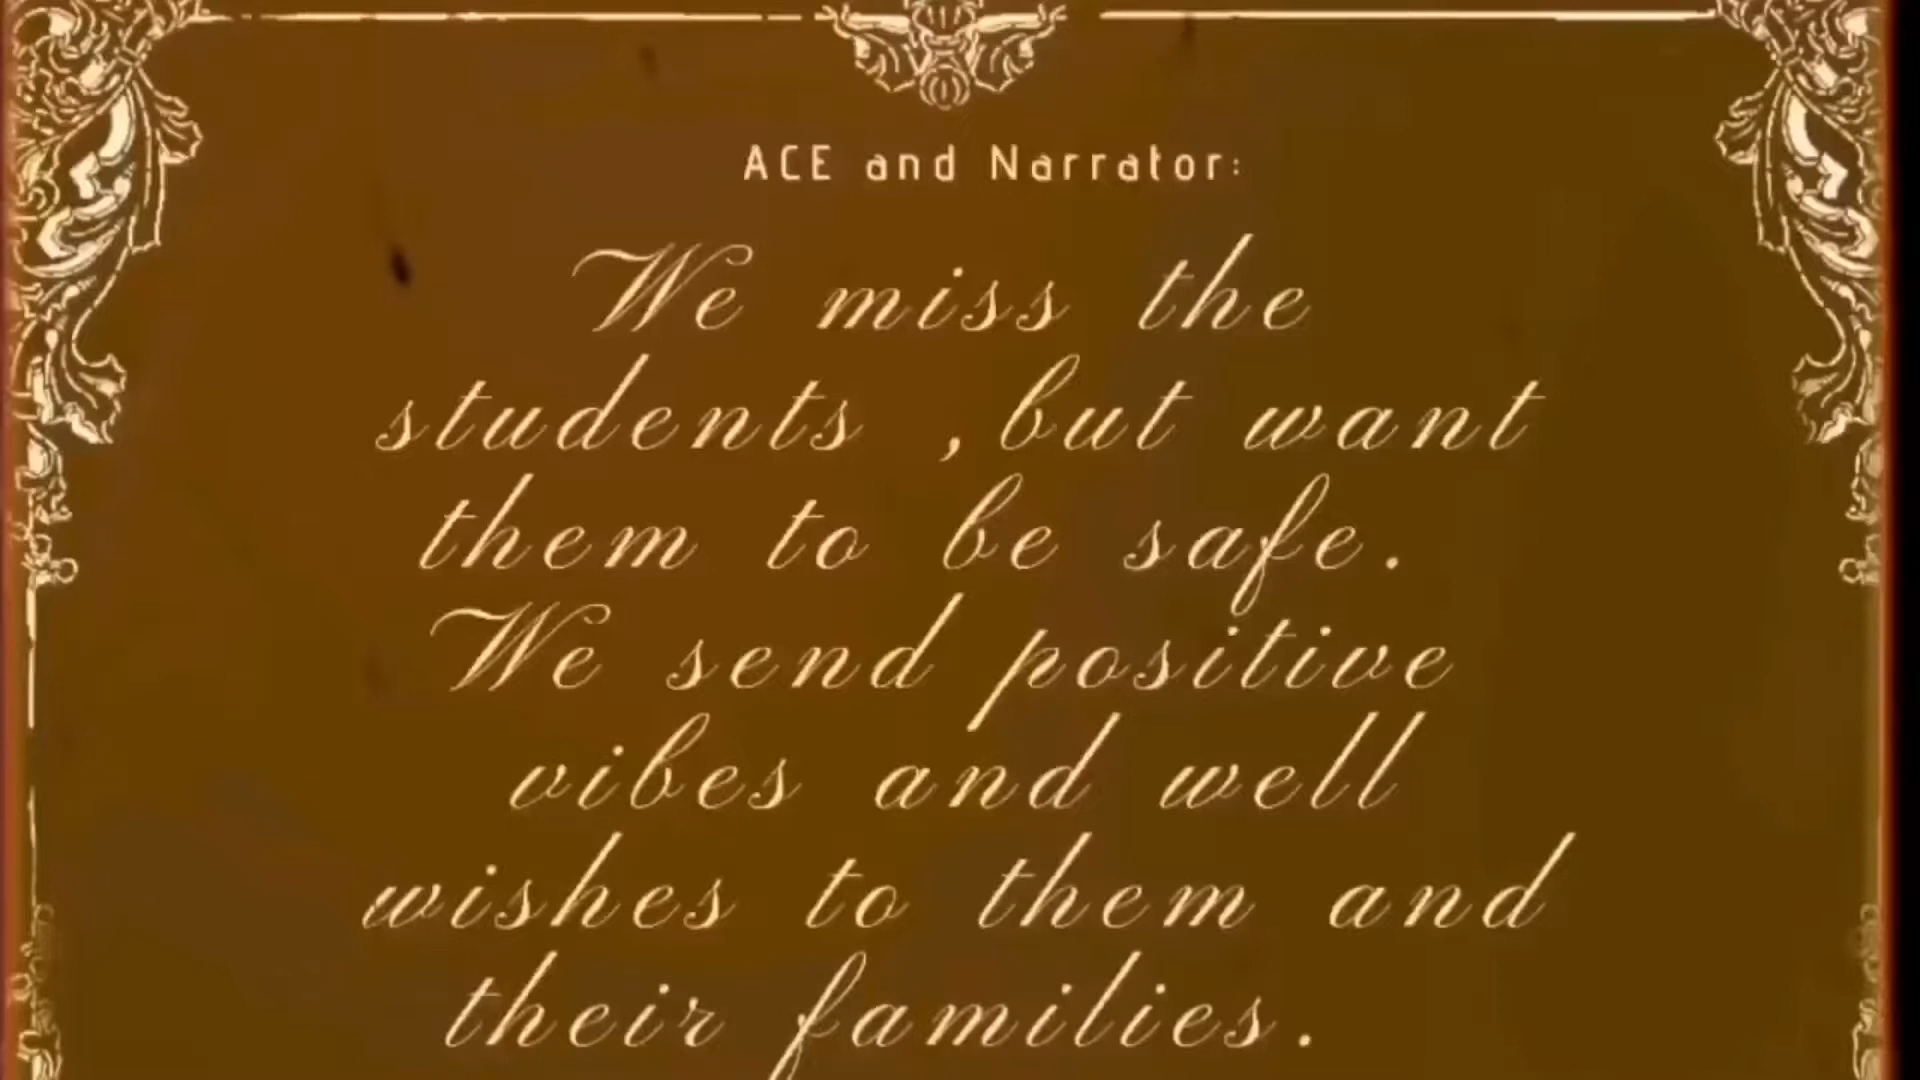 ACE and Narrator:
We miss the
students ,but want
them to be safe.
We send positive
vibes and well
wishes to them and
their families.